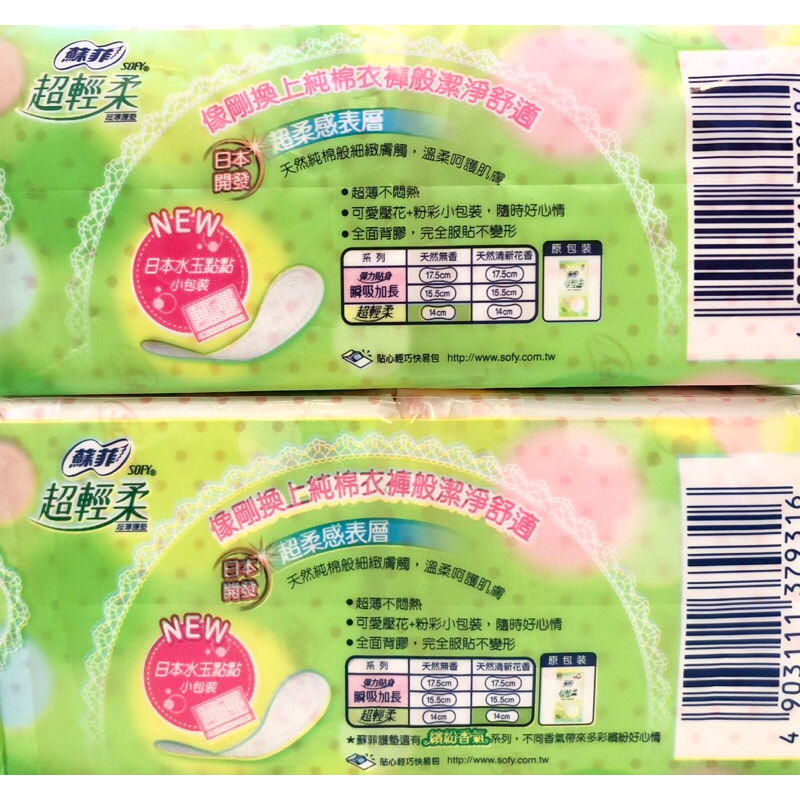 蘇菲
SOFY®
超輕柔
超薄護墊
像剛換上純棉衣褲般潔淨舒適
日本
開發
超柔感表層
天然純棉般細緻膚觸，溫柔呵護肌膚
•超薄不悶熱
•可愛壓花+粉彩小包裝，隨時好心情
•全面背膠，完全服貼不變形
NEW
日本水玉點點
小包裝
系列 天然無香 天然清新花香
彈力貼身 17.5cm 17.5cm
瞬吸加長 15.5cm 15.5cm
超輕柔 14cm 14cm
原包裝
貼心輕巧快易包 http://www.sofy.com.tw
蘇菲
SOFY®
超輕柔
超薄護墊
像剛換上純棉衣褲般潔淨舒適
日本
開發
超柔感表層
天然純棉般細緻膚觸，溫柔呵護肌膚
•超薄不悶熱
•可愛壓花+粉彩小包裝，隨時好心情
•全面背膠，完全服貼不變形
NEW
日本水玉點點
小包裝
系列 天然無香 天然清新花香
彈力貼身 17.5cm 17.5cm
瞬吸加長 15.5cm 15.5cm
超輕柔 14cm 14cm
原包裝
*蘇菲護墊還有繽紛香氣系列，不同香氣帶來多彩繽紛好心情
貼心輕巧快易包 http://www.sofy.com.tw
4903111 379316